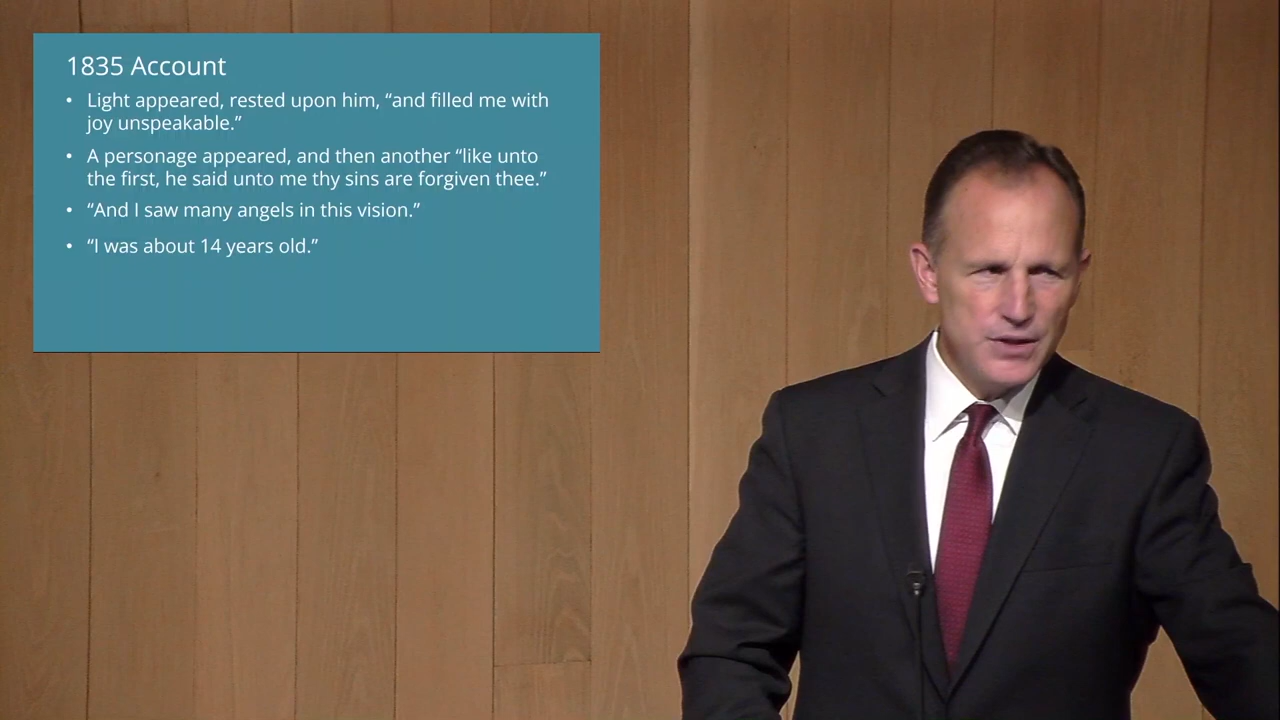 1835 Account
• Light appeared, rested upon him, “and filled me with
joy unspeakable.”
• A personage appeared, and then another “like unto
the first, he said unto me thy sins are forgiven thee.”
• “And I saw many angels in this vision.”
• “I was about 14 years old.”